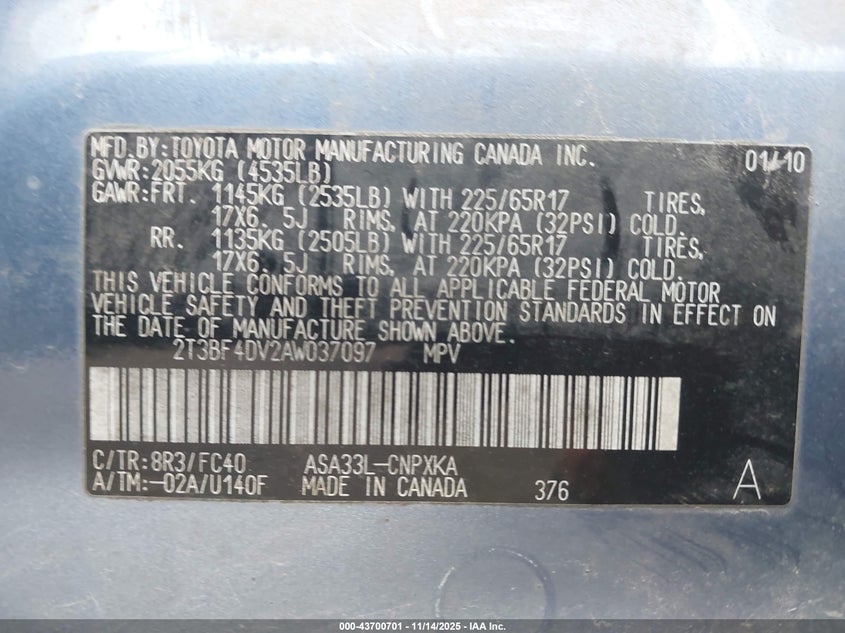 MFD. BY: TOYOTA MOTOR MANUFACTURING CANADA INC. 01/10
GVWR: 2055KG (4535LB)
GAWR: FRT. 1145KG (2535LB) WITH 225/65R17 TIRES,
17X6. 5J RIMS, AT 220KPA (32PSI) COLD.
RR. 1135KG (2505LB) WITH 225/65R17 TIRES,
17X6. 5J RIMS, AT 220KPA (32PSI) COLD.
THIS VEHICLE CONFORMS TO ALL APPLICABLE FEDERAL MOTOR
VEHICLE SAFETY AND THEFT PREVENTION STANDARDS IN EFFECT ON
THE DATE OF MANUFACTURE SHOWN ABOVE.
2T3BF4DV2AW037097 MPV
C/TR: 8R3/FC40 ASA33L-CNPXKA
A/TM: -02A/U140F MADE IN CANADA 376 A
000-43700701 - 11/14/2025 - IAA Inc.